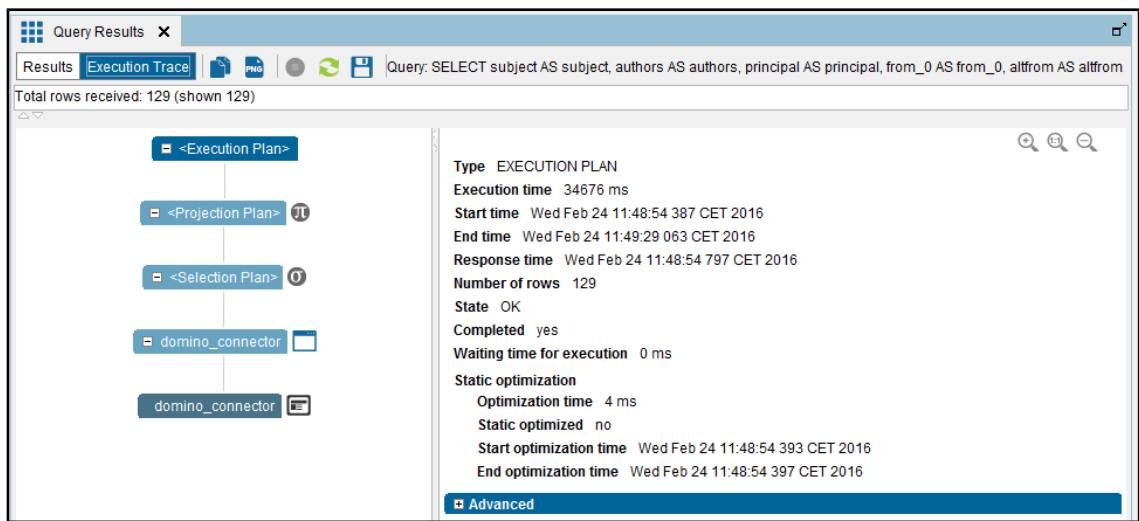 Query Results
Results Execution Trace PNG Query: SELECT subject AS subject, authors AS authors, principal AS principal, from_0 AS from_0, altfrom AS altfrom
Total rows received: 129 (shown 129)
<Execution Plan>
<Projection Plan> π
<Selection Plan> σ
domino_connector
domino_connector
1:1
Type EXECUTION PLAN
Execution time 34676 ms
Start time Wed Feb 24 11:48:54 387 CET 2016
End time Wed Feb 24 11:49:29 063 CET 2016
Response time Wed Feb 24 11:48:54 797 CET 2016
Number of rows 129
State OK
Completed yes
Waiting time for execution 0 ms
Static optimization
Optimization time 4 ms
Static optimized no
Start optimization time Wed Feb 24 11:48:54 393 CET 2016
End optimization time Wed Feb 24 11:48:54 397 CET 2016
Advanced